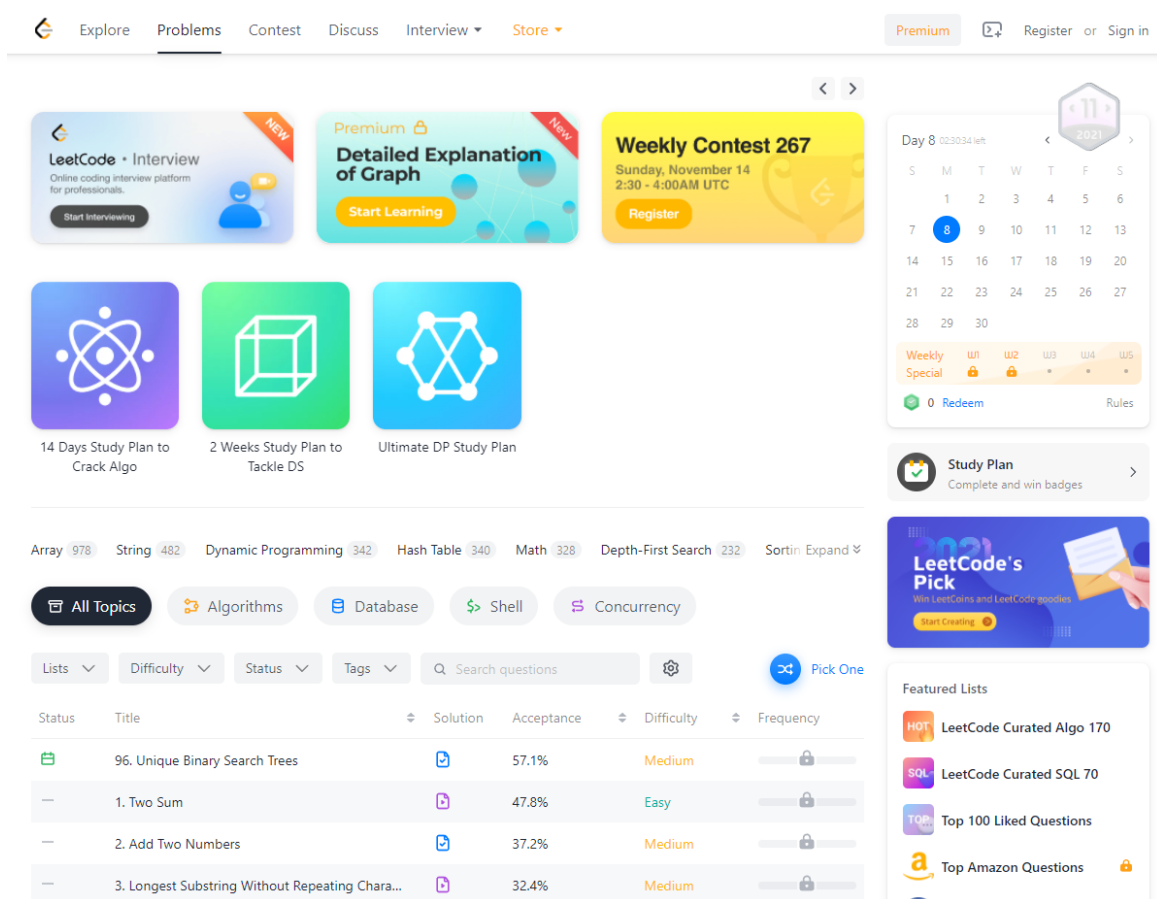 Explore Problems Contest Discuss Interview Store Premium Register or Sign in
LeetCode • Interview
Online coding interview platform
for professionals.
Start Interviewing
NEW
Premium
Detailed Explanation
of Graph
Start Learning
New
Weekly Contest 267
Sunday, November 14
2:30 - 4:00AM UTC
Register
14 Days Study Plan to
Crack Algo
2 Weeks Study Plan to
Tackle DS
Ultimate DP Study Plan
Array 978 String 482 Dynamic Programming 342 Hash Table 340 Math 328 Depth-First Search 232 Sortin Expand
All Topics Algorithms Database $> Shell Concurrency
Lists Difficulty Status Tags Search questions Pick One
Status Title Solution Acceptance Difficulty Frequency
96. Unique Binary Search Trees 57.1% Medium
1. Two Sum 47.8% Easy
2. Add Two Numbers 37.2% Medium
3. Longest Substring Without Repeating Chara... 32.4% Medium
11
2021
Day 8 02:30:34 left
S M T W T F S
1 2 3 4 5 6
7 8 9 10 11 12 13
14 15 16 17 18 19 20
21 22 23 24 25 26 27
28 29 30
Weekly W1 W2 W3 W4 W5
Special
0 Redeem Rules
Study Plan
Complete and win badges
2021
LeetCode's
Pick
Win LeetCoins and LeetCode goodies
Start Creating
Featured Lists
HOT LeetCode Curated Algo 170
SQL LeetCode Curated SQL 70
TOP Top 100 Liked Questions
a Top Amazon Questions